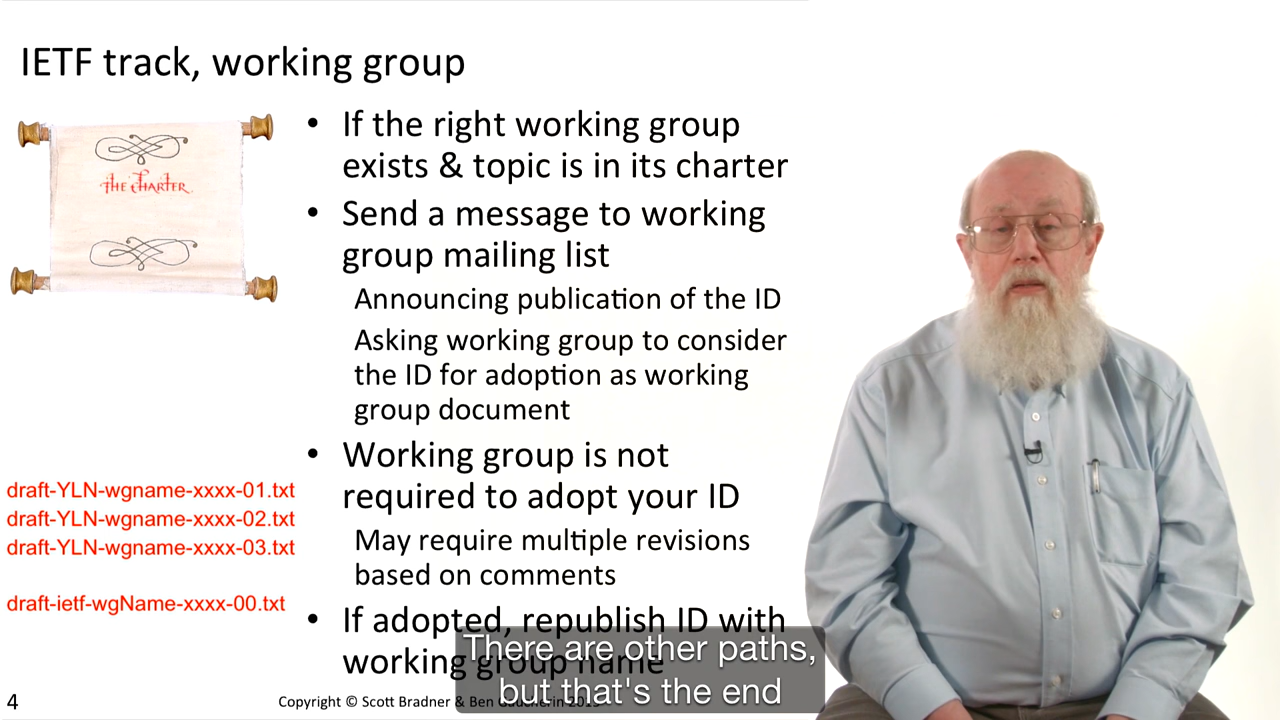 IETF track, working group
THE CHARTER
• If the right working group
exists & topic is in its charter
• Send a message to working
group mailing list
Announcing publication of the ID
Asking working group to consider
the ID for adoption as working
group document
• Working group is not
required to adopt your ID
May require multiple revisions
based on comments
• If adopted, republish ID with
working group name
draft-YLN-wgname-xxxx-01.txt
draft-YLN-wgname-xxxx-02.txt
draft-YLN-wgname-xxxx-03.txt
draft-ietf-wgName-xxxx-00.txt
There are other paths,
but that's the end
4
Copyright © Scott Bradner & Ben